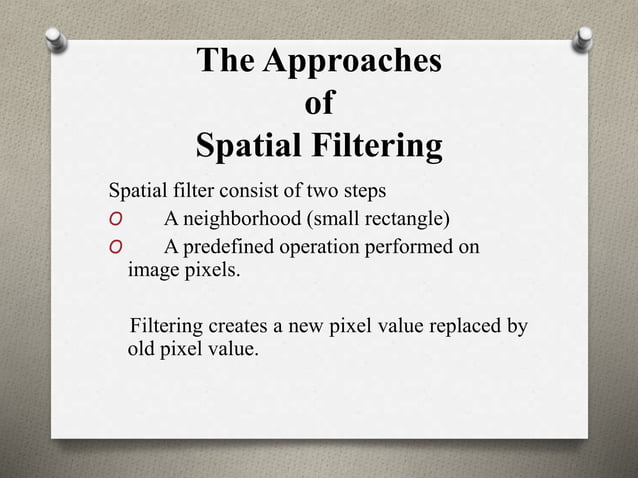 The Approaches
of
Spatial Filtering
Spatial filter consist of two steps
O A neighborhood (small rectangle)
O A predefined operation performed on
image pixels.
Filtering creates a new pixel value replaced by
old pixel value.